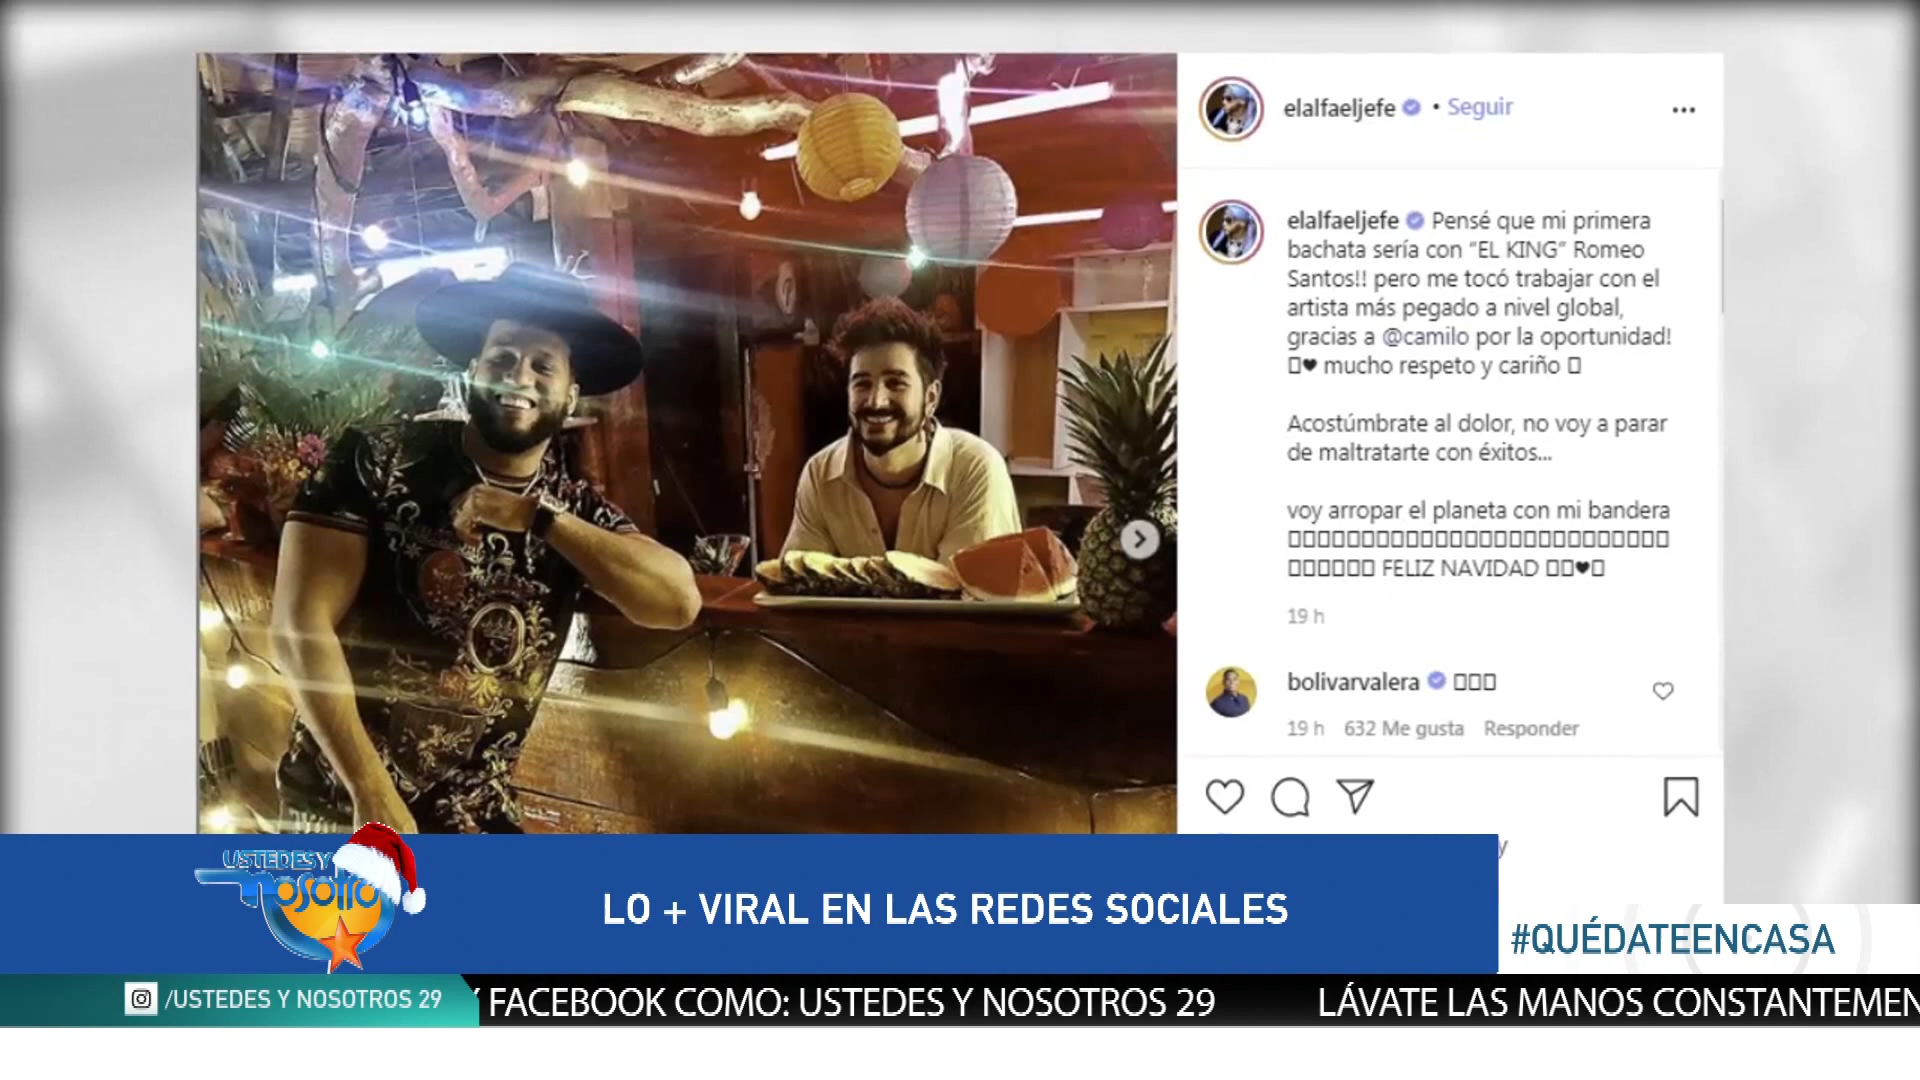 elalfaeljefe • Seguir
elalfaeljefe Pensé que mi primera
bachata sería con “EL KING” Romeo
Santos!! pero me tocó trabajar con el
artista más pegado a nivel global,
gracias a @camilo por la oportunidad!
♥ mucho respeto y cariño
Acostúmbrate al dolor, no voy a parar
de maltratarte con éxitos...
voy arropar el planeta con mi bandera
FELIZ NAVIDAD ♥
19 h
bolivarvalera
19 h 632 Me gusta Responder
y
USTEDES Y
nosotro
LO + VIRAL EN LAS REDES SOCIALES
#QUÉDATEENCASA
/USTEDES Y NOSOTROS 29
Y FACEBOOK COMO: USTEDES Y NOSOTROS 29 LÁVATE LAS MANOS CONSTANTEMEN